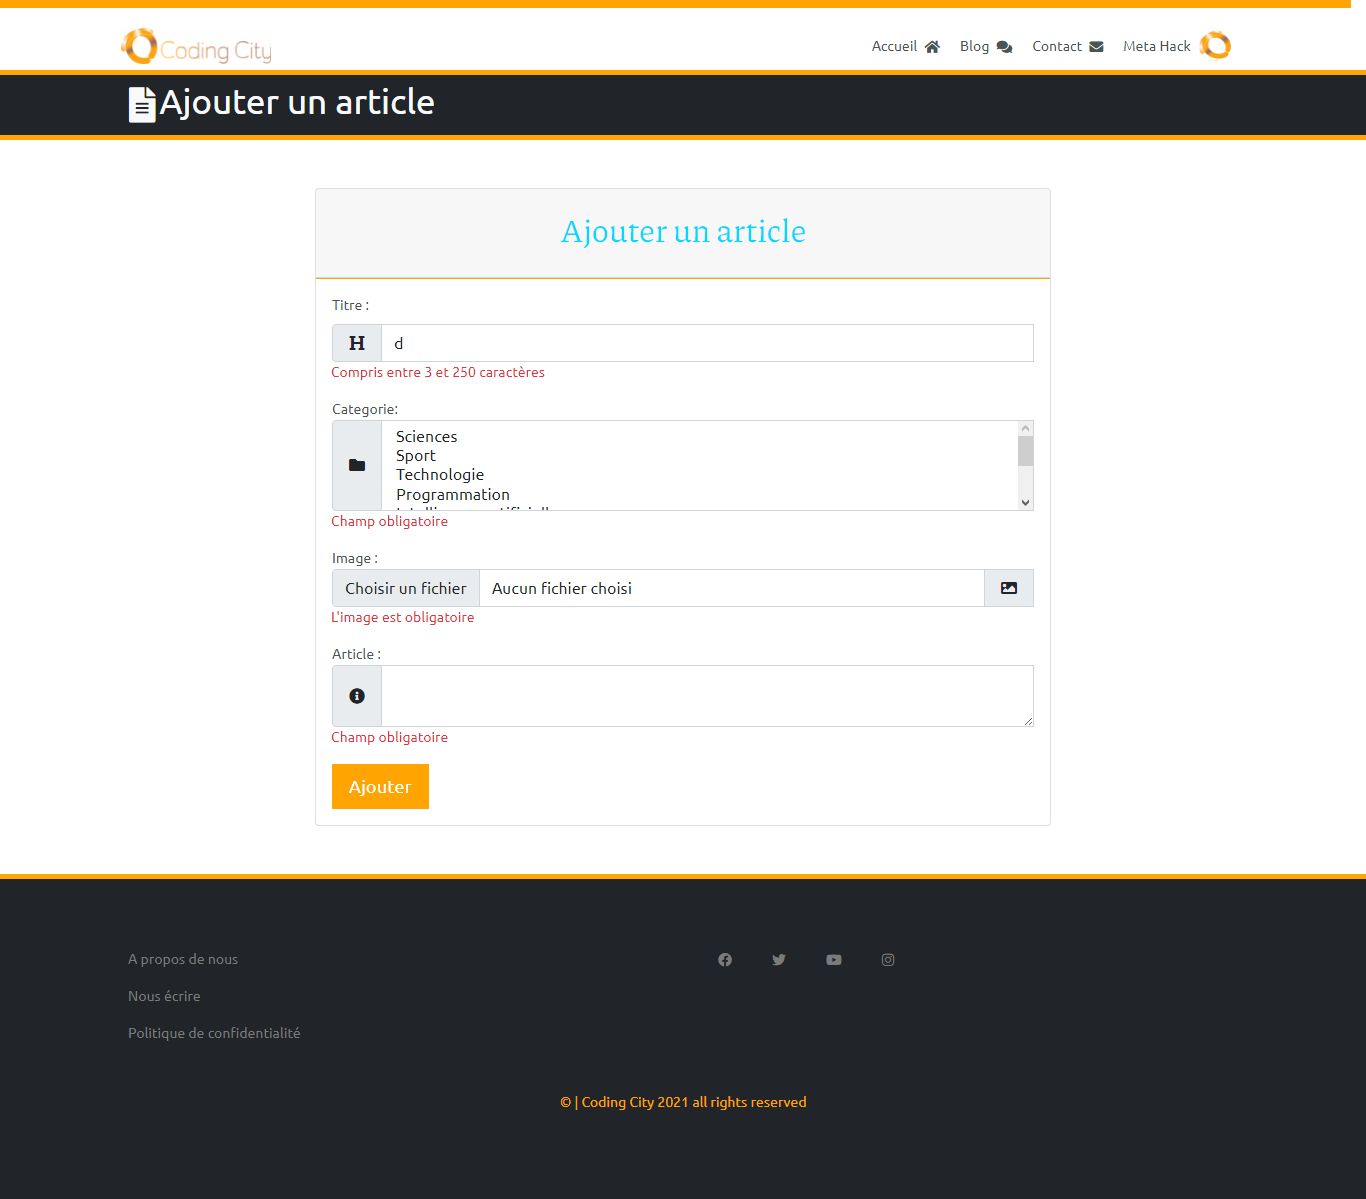 Coding City
Accueil Blog Contact Meta Hack
Ajouter un article
Ajouter un article
Titre :
H d
Compris entre 3 et 250 caractères
Categorie:
Sciences
Sport
Technologie
Programmation
Champ obligatoire
Image :
Choisir un fichier Aucun fichier choisi
L'image est obligatoire
Article :
Champ obligatoire
Ajouter
A propos de nous
Nous écrire
Politique de confidentialité
© | Coding City 2021 all rights reserved